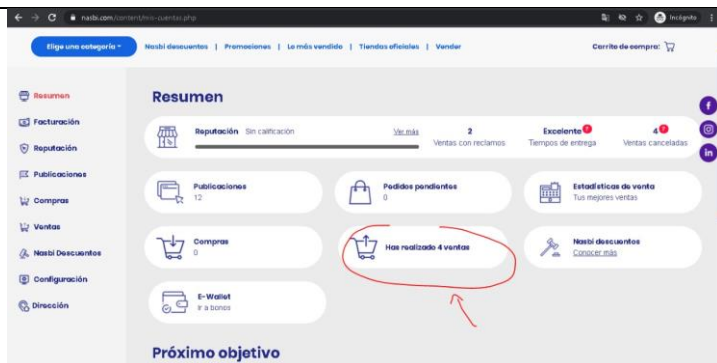 nasbi.com/content/mis-cuentas.php
Incógnito
Elige una categoría
Nasbi descuentos | Promociones | Lo más vendido | Tiendas oficiales | Vender
Carrito de compra:
Resumen
Facturación
Reputación
Publicaciones
Compras
Ventas
Nasbi Descuentos
Configuración
Dirección
Resumen
Reputación Sin calificación
Ver más
2
Ventas con reclamos
Excelente
Tiempos de entrega
4
Ventas canceladas
Publicaciones
12
Pedidos pendientes
0
Estadísticas de venta
Tus mejores ventas
Compras
0
Has realizado 4 ventas
Nasbi descuentos
Conocer más
E-Wallet
Ir a bonos
Próximo objetivo